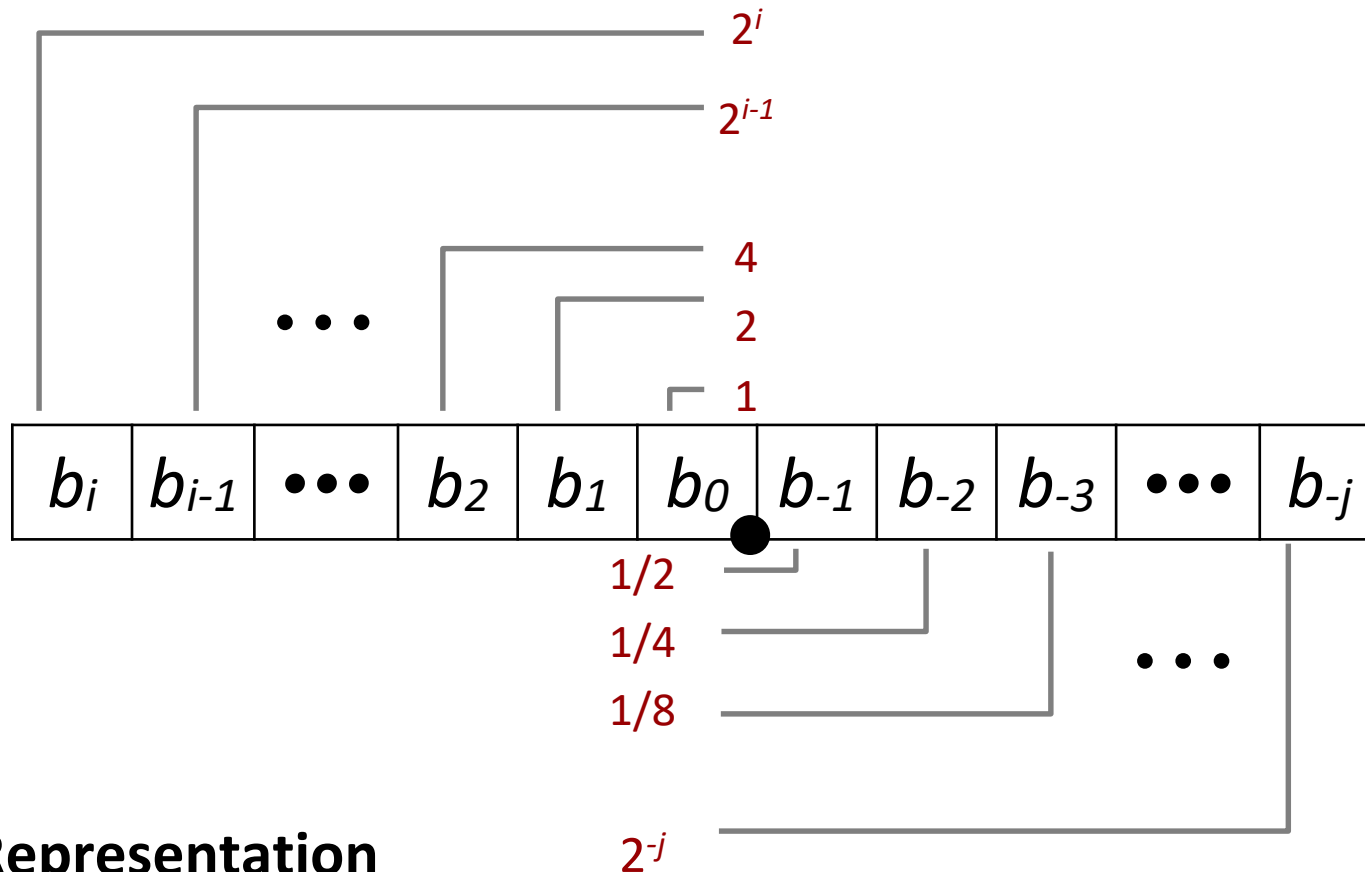 2^i
2^{i-1}
4
2
1
b_i b_{i-1} ••• b_2 b_1 b_0 b_{-1} b_{-2} b_{-3} ••• b_{-j}
1/2
1/4
1/8
2^{-j}
Representation